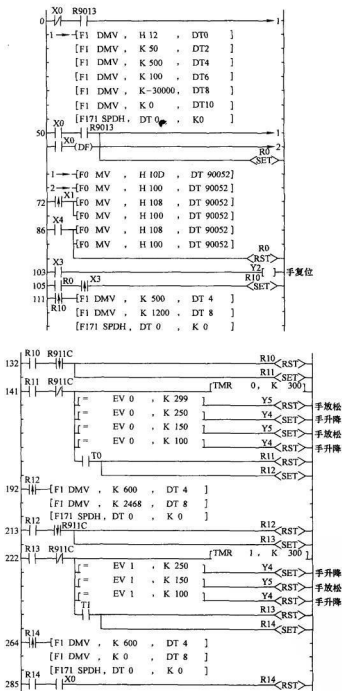 X0 R9013
0 1
1 [F1 DMV , H 12 , DT0 ]
[F1 DMV , K 50 , DT2 ]
[F1 DMV , K 500 , DT4 ]
[F1 DMV , K 100 , DT6 ]
[F1 DMV , K-30000 , DT8 ]
[F1 DMV , K 0 , DT10 ]
[F171 SPDH , DT 0 , K0 ]
X0 R9013
50 1
X0 (DF) 2
R0
<SET>
1 [F0 MV , H 10D , DT 90052]
2 [F0 MV , H 100 , DT 90052]
X1
72 [F0 MV , H 108 , DT 90052]
[F0 MV , H 100 , DT 90052]
X4
86 [F0 MV , H 108 , DT 90052]
[F0 MV , H 100 , DT 90052]
R0
<RST>
X3 Y2
103 [ ] 手复位
R0 X3 R10
105 <SET>
111 [F1 DMV , K 500 , DT 4 ]
R10 [F1 DMV , K 1200 , DT 8 ]
[F171 SPDH , DT 0 , K 0 ]
R10 R911C R10
132 <RST>
R11
<SET>
R11 R911C [TMR 0, K 300]
141
[= EV 0 , K 299 ] Y5 <RST> 手放松
[= EV 0 , K 250 ] Y4 <SET> 手升降
[= EV 0 , K 150 ] Y5 <RST> 手放松
[= EV 0 , K 100 ] Y4 <RST> 手升降
T0 R11 <RST>
R12 <SET>
R12
192 [F1 DMV , K 600 , DT 4 ]
[F1 DMV , K 2468 , DT 8 ]
[F171 SPDH , DT 0 , K 0 ]
R12 R911C R12
213 <RST>
R13
<SET>
R13 R911C [TMR 1, K 300]
222
[= EV 1 , K 250 ] Y4 <SET> 手升降
[= EV 1 , K 150 ] Y5 <RST> 手放松
[= EV 1 , K 100 ] Y4 <RST> 手升降
T1 R13 <RST>
R14 <SET>
R14
264 [F1 DMV , K 600 , DT 4 ]
[F1 DMV , K 0 , DT 8 ]
[F171 SPDH , DT 0 , K 0 ]
R14 X0 R14
285 <RST>